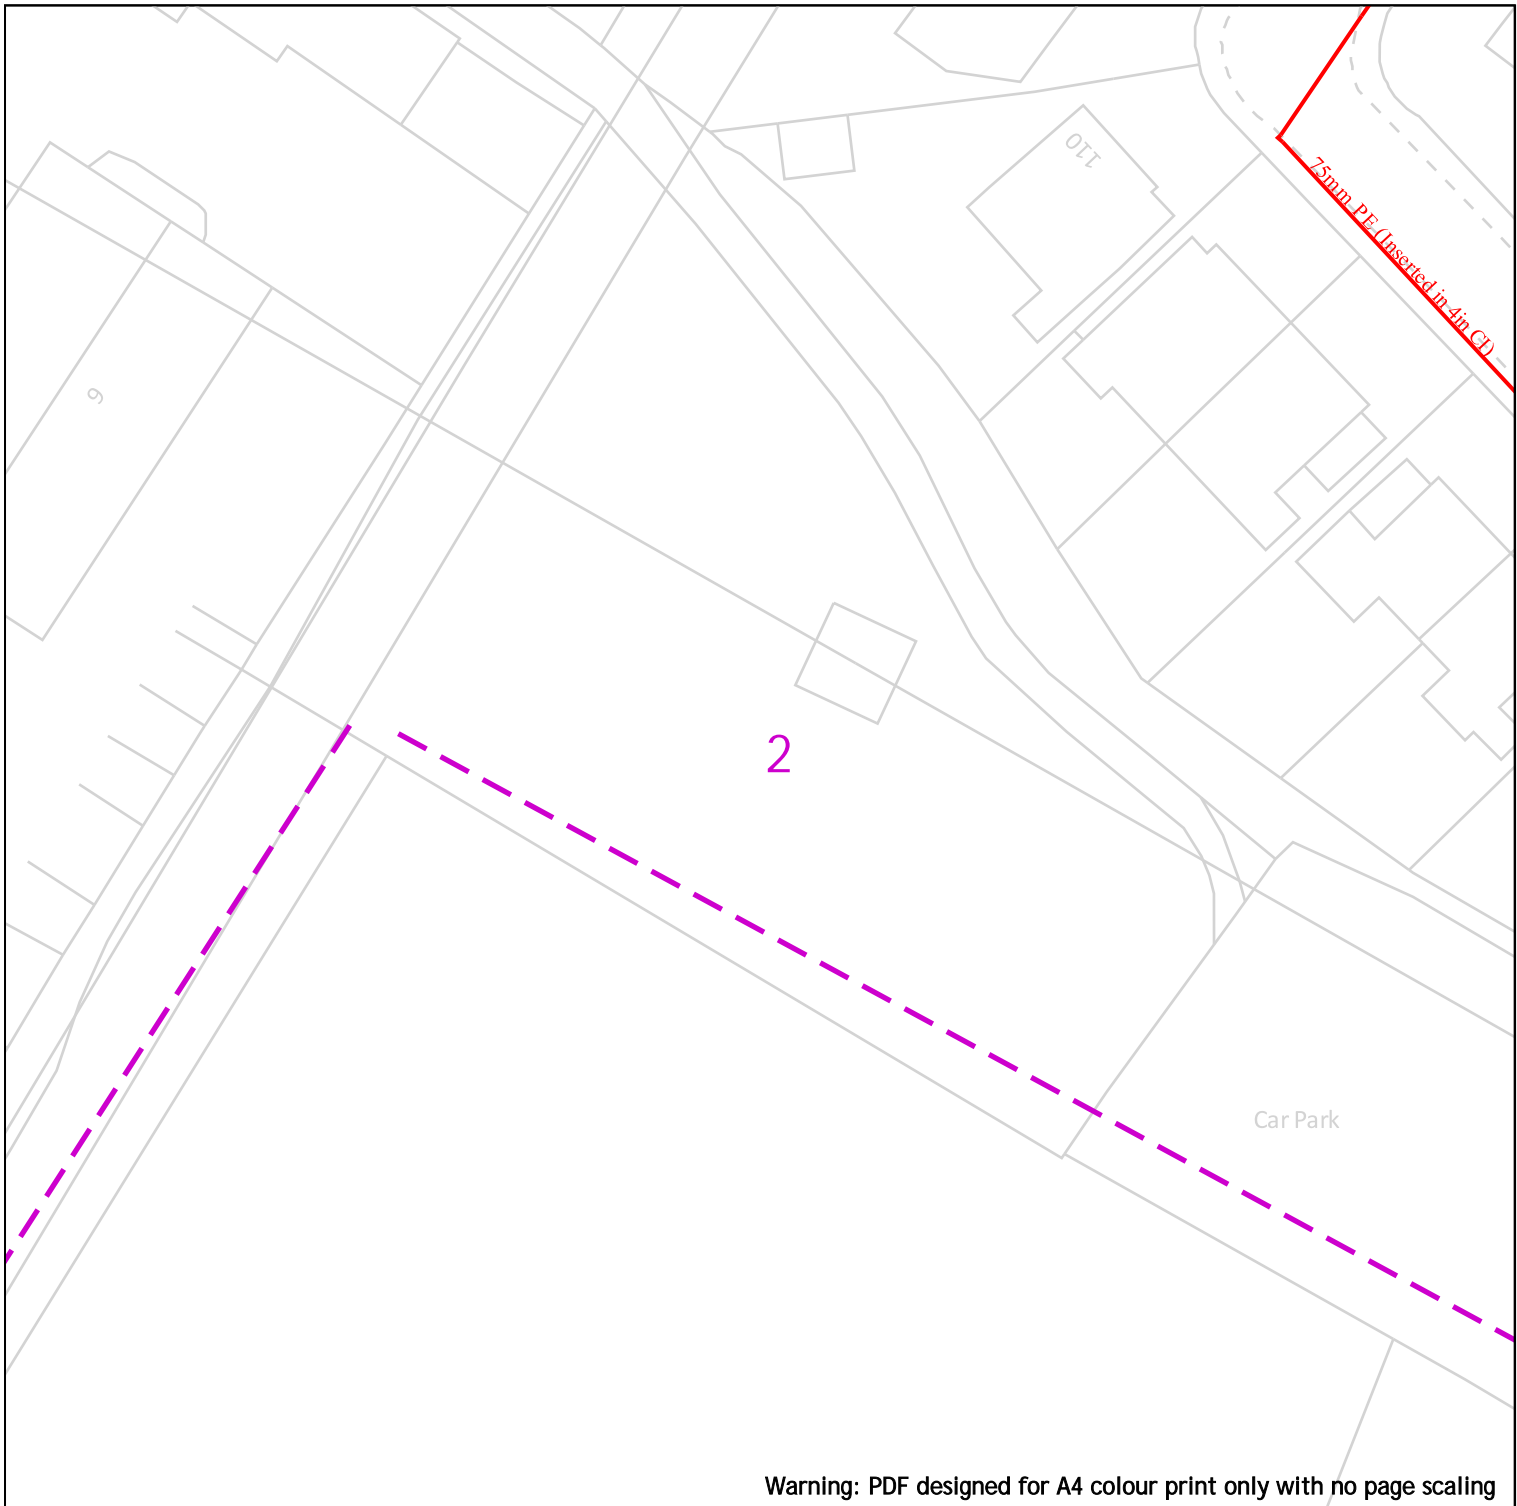 110
75mm PE (Inserted in 4in CI)
9
2
Car Park
Warning: PDF designed for A4 colour print only with no page scaling